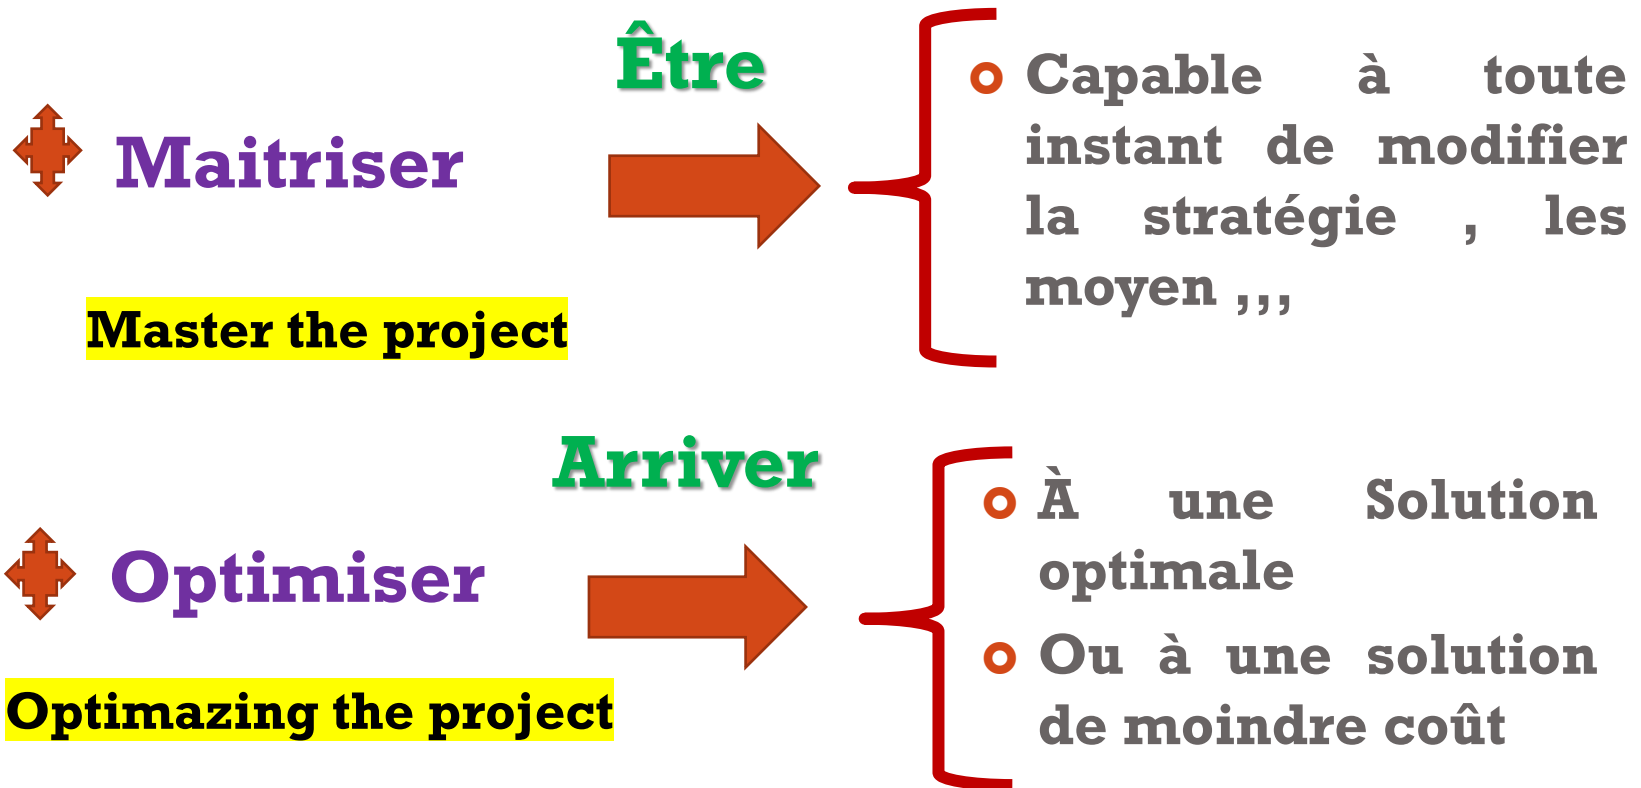 Être
Maitriser
Master the project
Capable à toute
instant de modifier
la stratégie , les
moyen ,,,
Arriver
Optimiser
Optimazing the project
À une Solution
optimale
Ou à une solution
de moindre coût